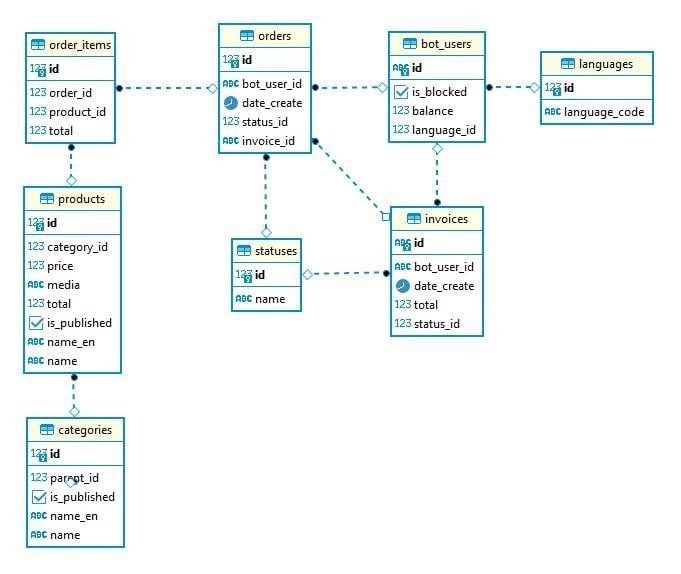 order_items
123 id
123 order_id
123 product_id
123 total
orders
123 id
ABC bot_user_id
date_create
123 status_id
ABC invoice_id
bot_users
ABC id
is_blocked
123 balance
123 language_id
languages
123 id
ABC language_code
products
123 id
123 category_id
123 price
ABC media
123 total
is_published
ABC name_en
ABC name
statuses
123 id
ABC name
invoices
ABC id
ABC bot_user_id
date_create
123 total
123 status_id
categories
123 id
123 parent_id
is_published
ABC name_en
ABC name